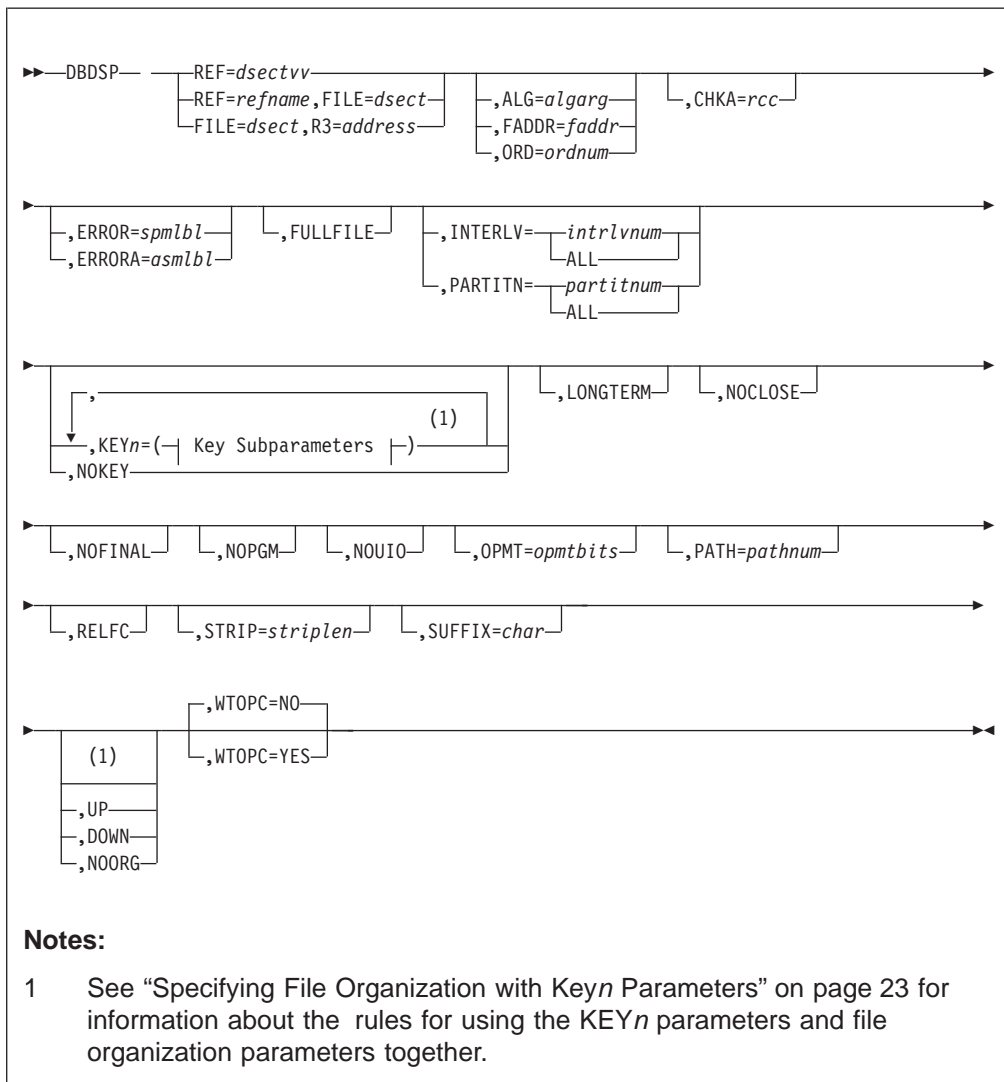 DBDSP REF=dsectvv
REF=refname,FILE=dsect ,ALG=algarg ,CHKA=rcc
FILE=dsect,R3=address ,FADDR=faddr
,ORD=ordnum
,ERROR=spmlbl ,FULLFILE ,INTERLV= intrlvnum
,ERRORA=asmlbl ALL
,PARTITN= partitnum
ALL
, ,LONGTERM ,NOCLOSE
(1)
,KEYn=( Key Subparameters )
,NOKEY
,NOFINAL ,NOPGM ,NOUIO ,OPMT=opmtbits ,PATH=pathnum
,RELFC ,STRIP=striplen ,SUFFIX=char
,WTOPC=NO
(1) ,WTOPC=YES
,UP
,DOWN
,NOORG
Notes:
1 See “Specifying File Organization with Keyn Parameters” on page 23 for
information about the rules for using the KEYn parameters and file
organization parameters together.